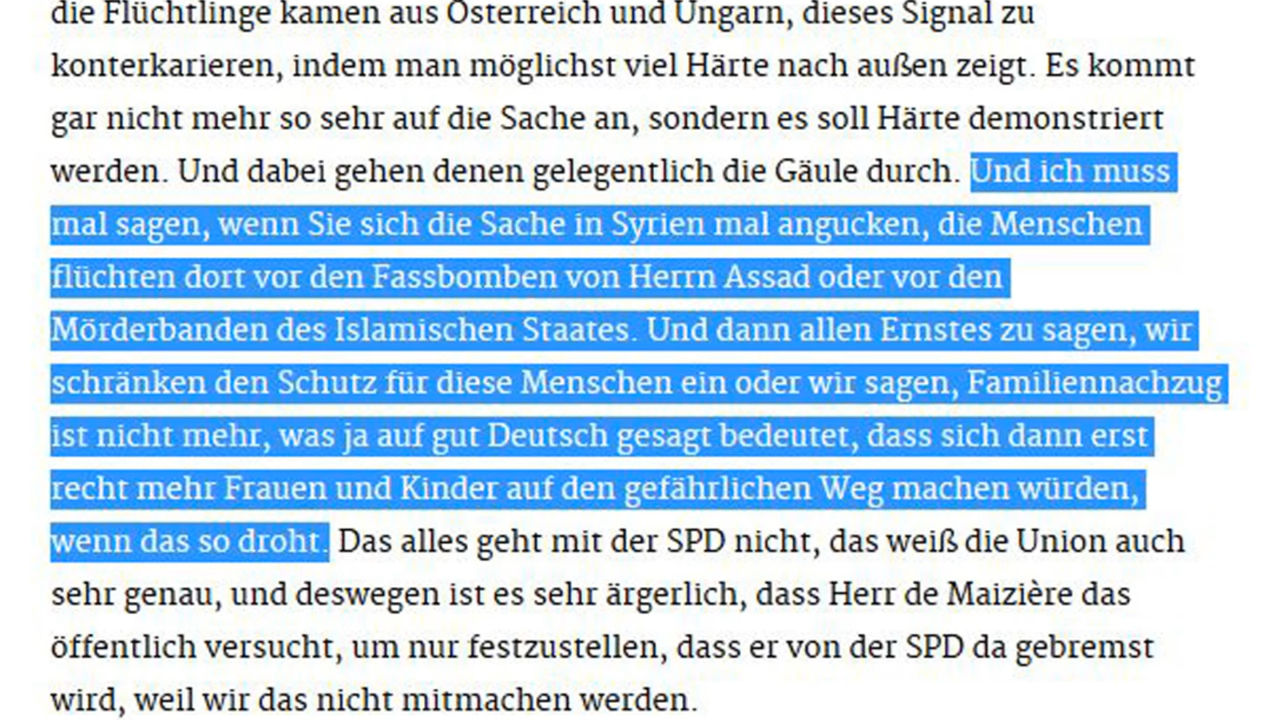 die Flüchtlinge kamen aus Österreich und Ungarn, dieses Signal zu
konterkarieren, indem man möglichst viel Härte nach außen zeigt. Es kommt
gar nicht mehr so sehr auf die Sache an, sondern es soll Härte demonstriert
werden. Und dabei gehen denen gelegentlich die Gäule durch. Und ich muss
mal sagen, wenn Sie sich die Sache in Syrien mal angucken, die Menschen
flüchten dort vor den Fassbomben von Herrn Assad oder vor den
Mörderbanden des Islamischen Staates. Und dann allen Ernstes zu sagen, wir
schränken den Schutz für diese Menschen ein oder wir sagen, Familiennachzug
ist nicht mehr, was ja auf gut Deutsch gesagt bedeutet, dass sich dann erst
recht mehr Frauen und Kinder auf den gefährlichen Weg machen würden,
wenn das so droht. Das alles geht mit der SPD nicht, das weiß die Union auch
sehr genau, und deswegen ist es sehr ärgerlich, dass Herr de Maizière das
öffentlich versucht, um nur festzustellen, dass er von der SPD da gebremst
wird, weil wir das nicht mitmachen werden.